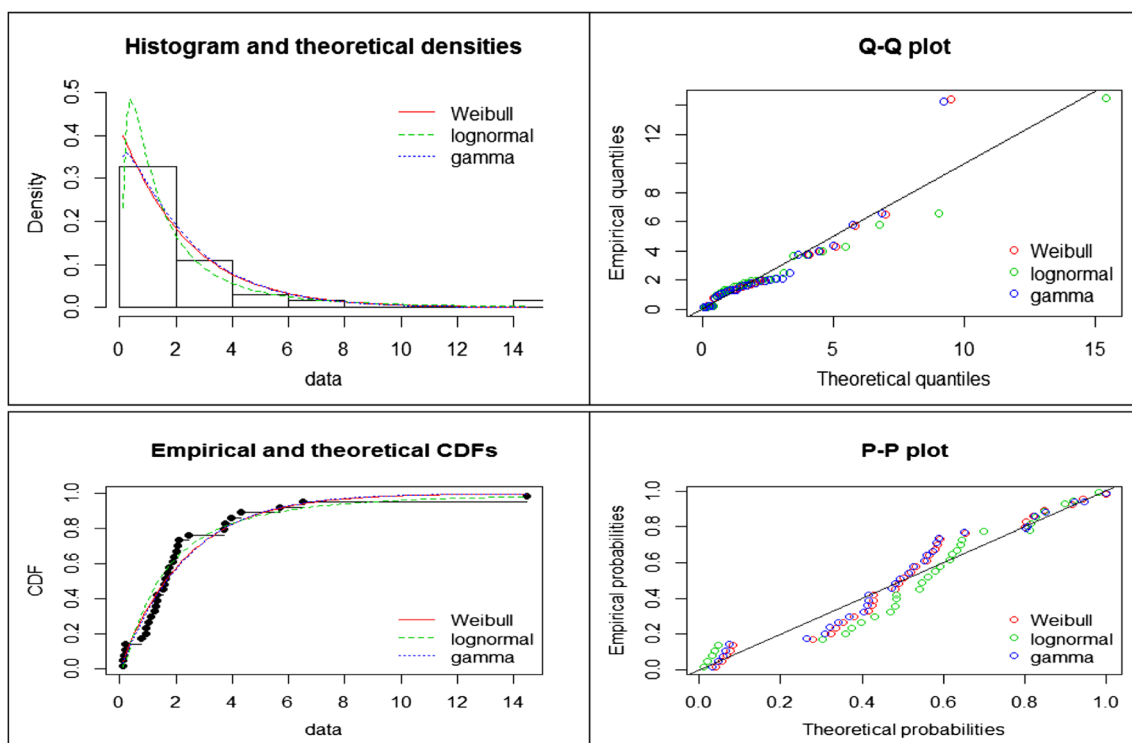 Histogram and theoretical densities
Density
0.0 0.1 0.2 0.3 0.4 0.5
Weibull
lognormal
gamma
0 2 4 6 8 10 12 14
data
Q-Q plot
Empirical quantiles
0 2 4 6 8 12
Weibull
lognormal
gamma
0 5 10 15
Theoretical quantiles
Empirical and theoretical CDFs
CDF
0.0 0.2 0.4 0.6 0.8 1.0
Weibull
lognormal
gamma
0 2 4 6 8 10 12 14
data
P-P plot
Empirical probabilities
0.0 0.2 0.4 0.6 0.8 1.0
Weibull
lognormal
gamma
0.0 0.2 0.4 0.6 0.8 1.0
Theoretical probabilities